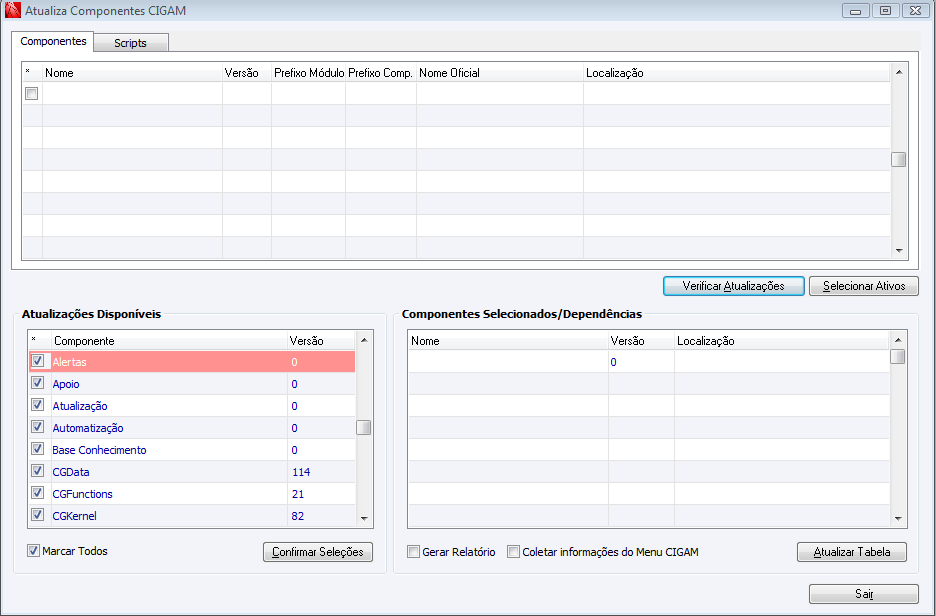 Atualiza Componentes CIGAM
Componentes Scripts
* Nome Versão Prefixo Módulo Prefixo Comp. Nome Oficial Localização
Verificar Atualizações Selecionar Ativos
Atualizações Disponíveis
* Componente Versão
Alertas 0
Apoio 0
Atualização 0
Automatização 0
Base Conhecimento 0
CGData 114
CGFunctions 21
CGKernel 82
Marcar Todos Confirmar Seleções
Componentes Selecionados/Dependências
Nome Versão Localização
0
Gerar Relatório Coletar informações do Menu CIGAM Atualizar Tabela
Sair